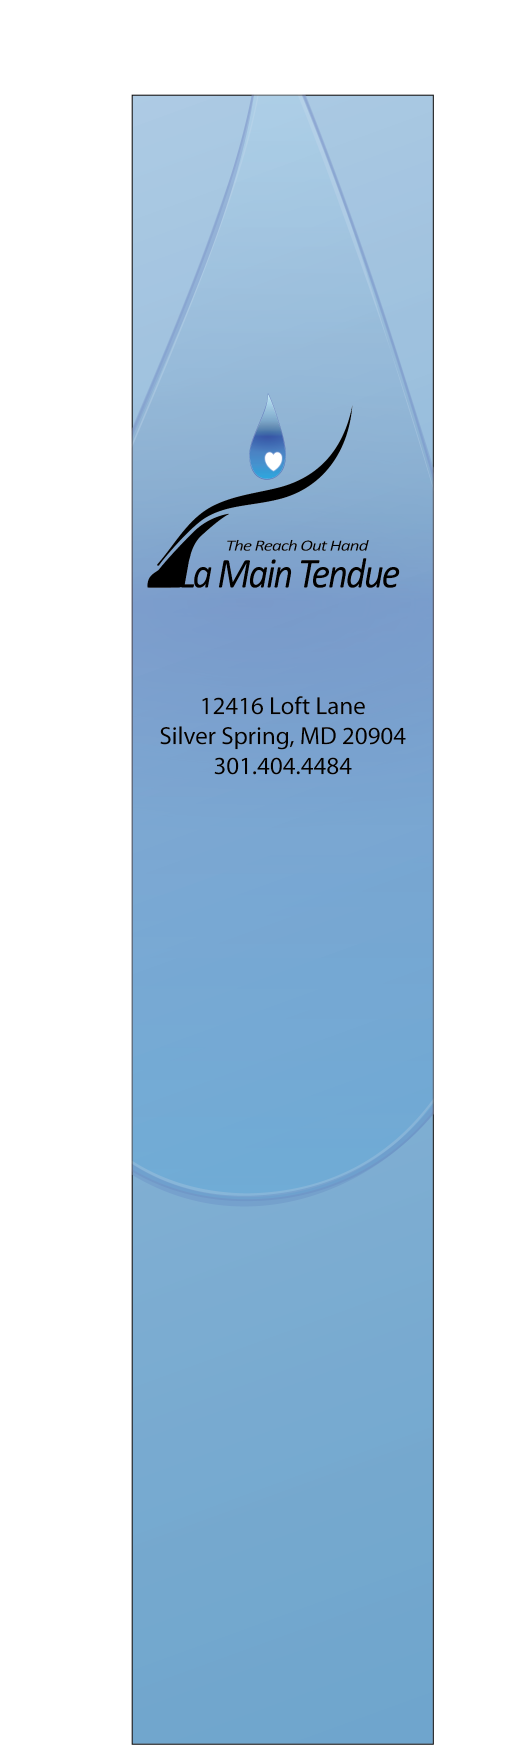 The Reach Out Hand
La Main Tendue
12416 Loft Lane
Silver Spring, MD 20904
301.404.4484